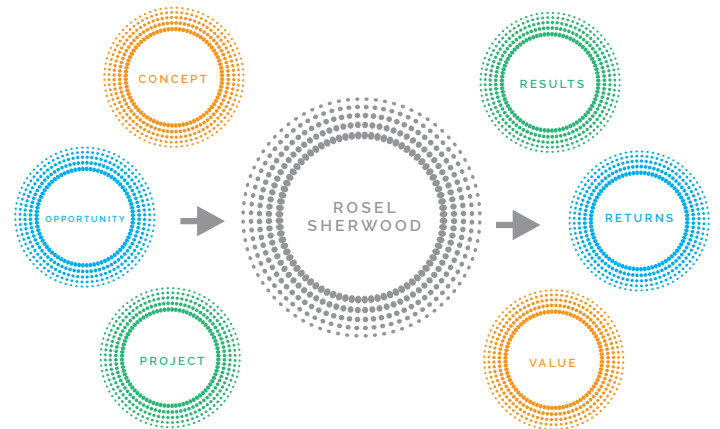 CONCEPT
OPPORTUNITY
PROJECT
ROSEL
SHERWOOD
RESULTS
RETURNS
VALUE